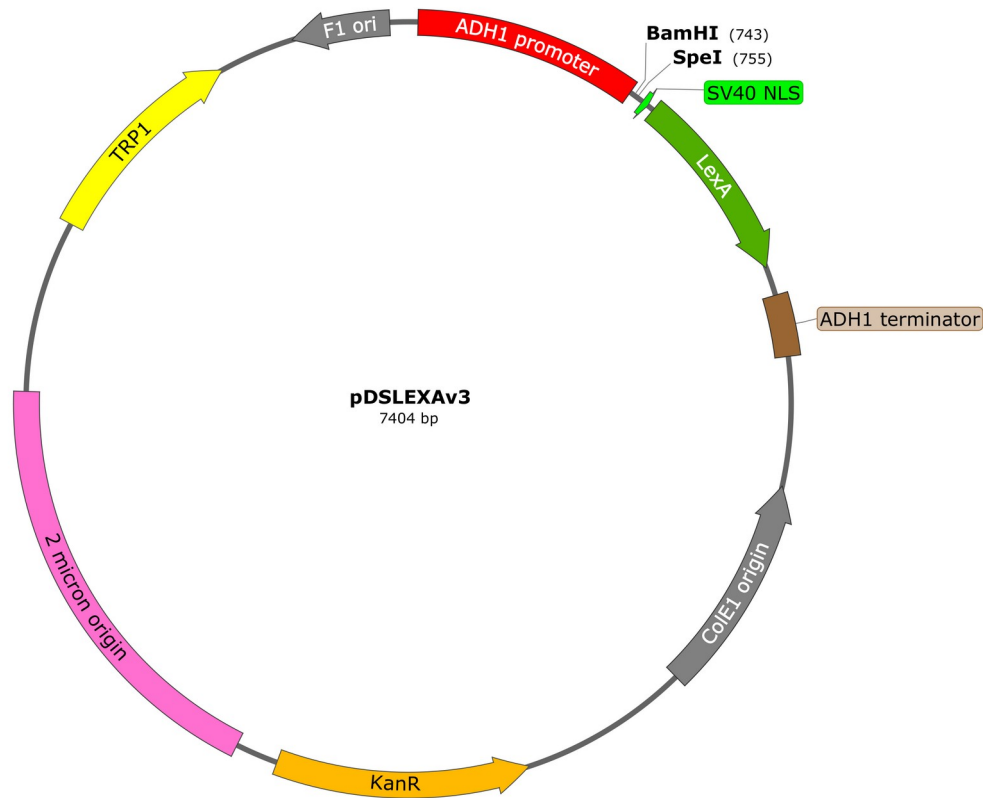 F1 ori
ADH1 promoter
BamHI (743)
SpeI (755)
SV40 NLS
TRP1
LexA
ADH1 terminator
pDSLEXAv3
7404 bp
2 micron origin
ColE1 origin
KanR